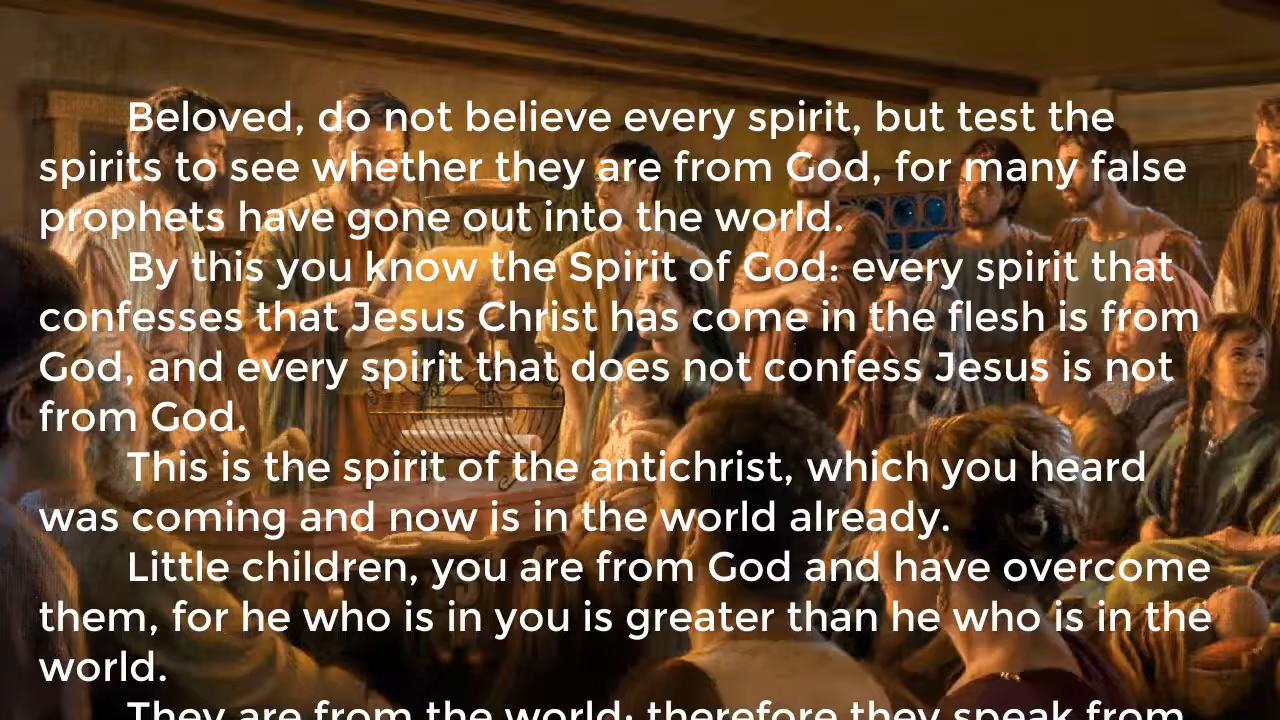 Beloved, do not believe every spirit, but test the
spirits to see whether they are from God, for many false
prophets have gone out into the world.
By this you know the Spirit of God: every spirit that
confesses that Jesus Christ has come in the flesh is from
God, and every spirit that does not confess Jesus is not
from God.
This is the spirit of the antichrist, which you heard
was coming and now is in the world already.
Little children, you are from God and have overcome
them, for he who is in you is greater than he who is in the
world.
They are from the world; therefore they speak from